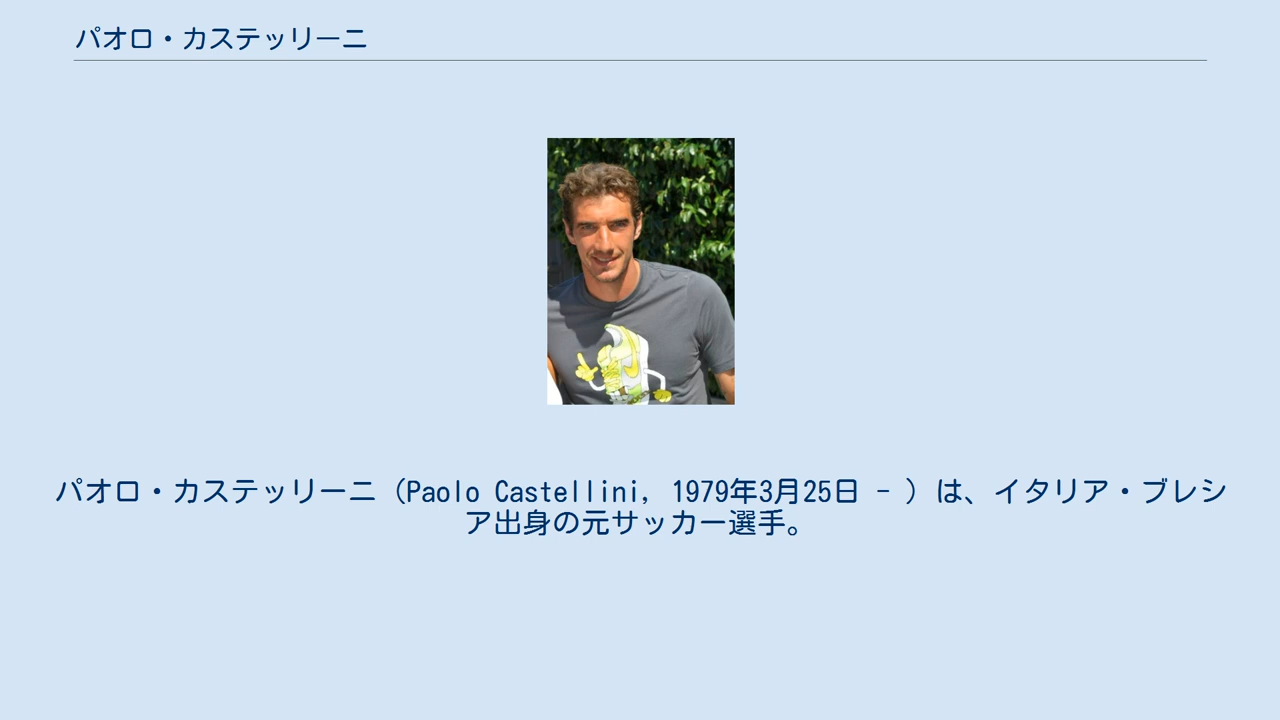 パオロ・カステッリーニ
パオロ・カステッリーニ（Paolo Castellini, 1979年3月25日 - ）は、イタリア・ブレシ
ア出身の元サッカー選手。